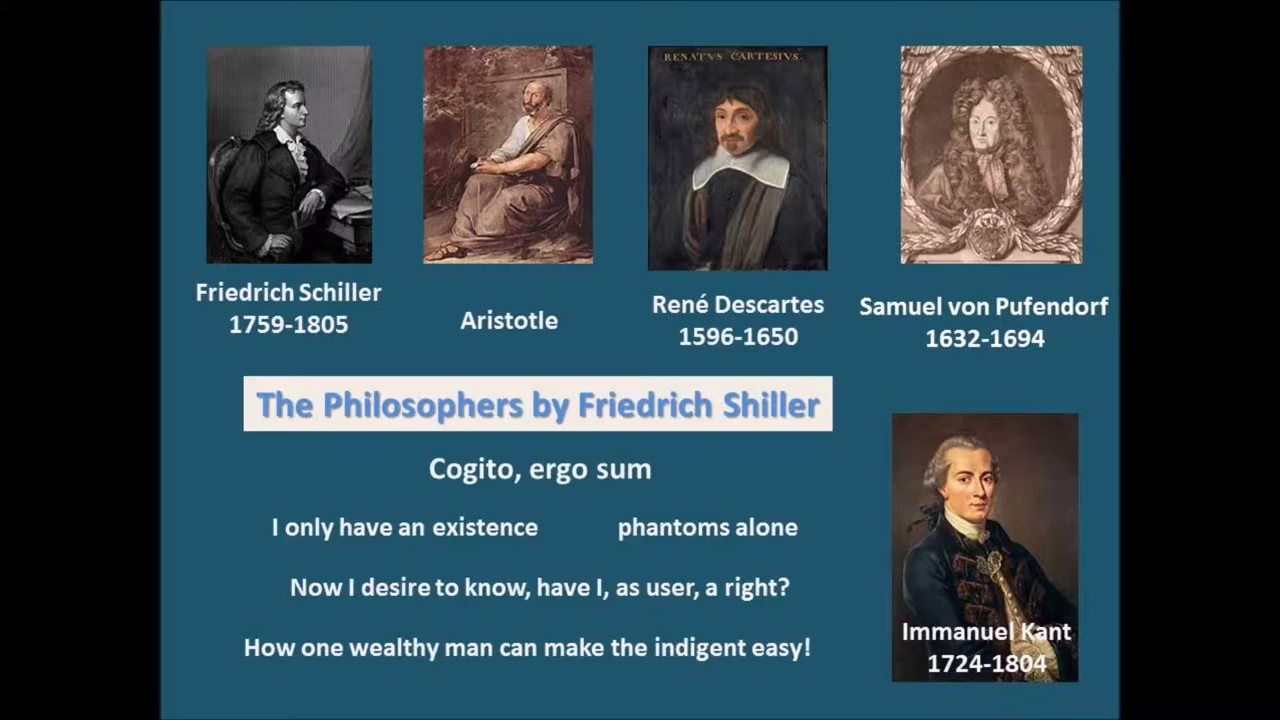 RENATVS CARTESIVS
Friedrich Schiller
1759-1805
Aristotle
René Descartes
1596-1650
Samuel von Pufendorf
1632-1694
The Philosophers by Friedrich Shiller
Cogito, ergo sum
I only have an existence phantoms alone
Now I desire to know, have I, as user, a right?
How one wealthy man can make the indigent easy!
Immanuel Kant
1724-1804